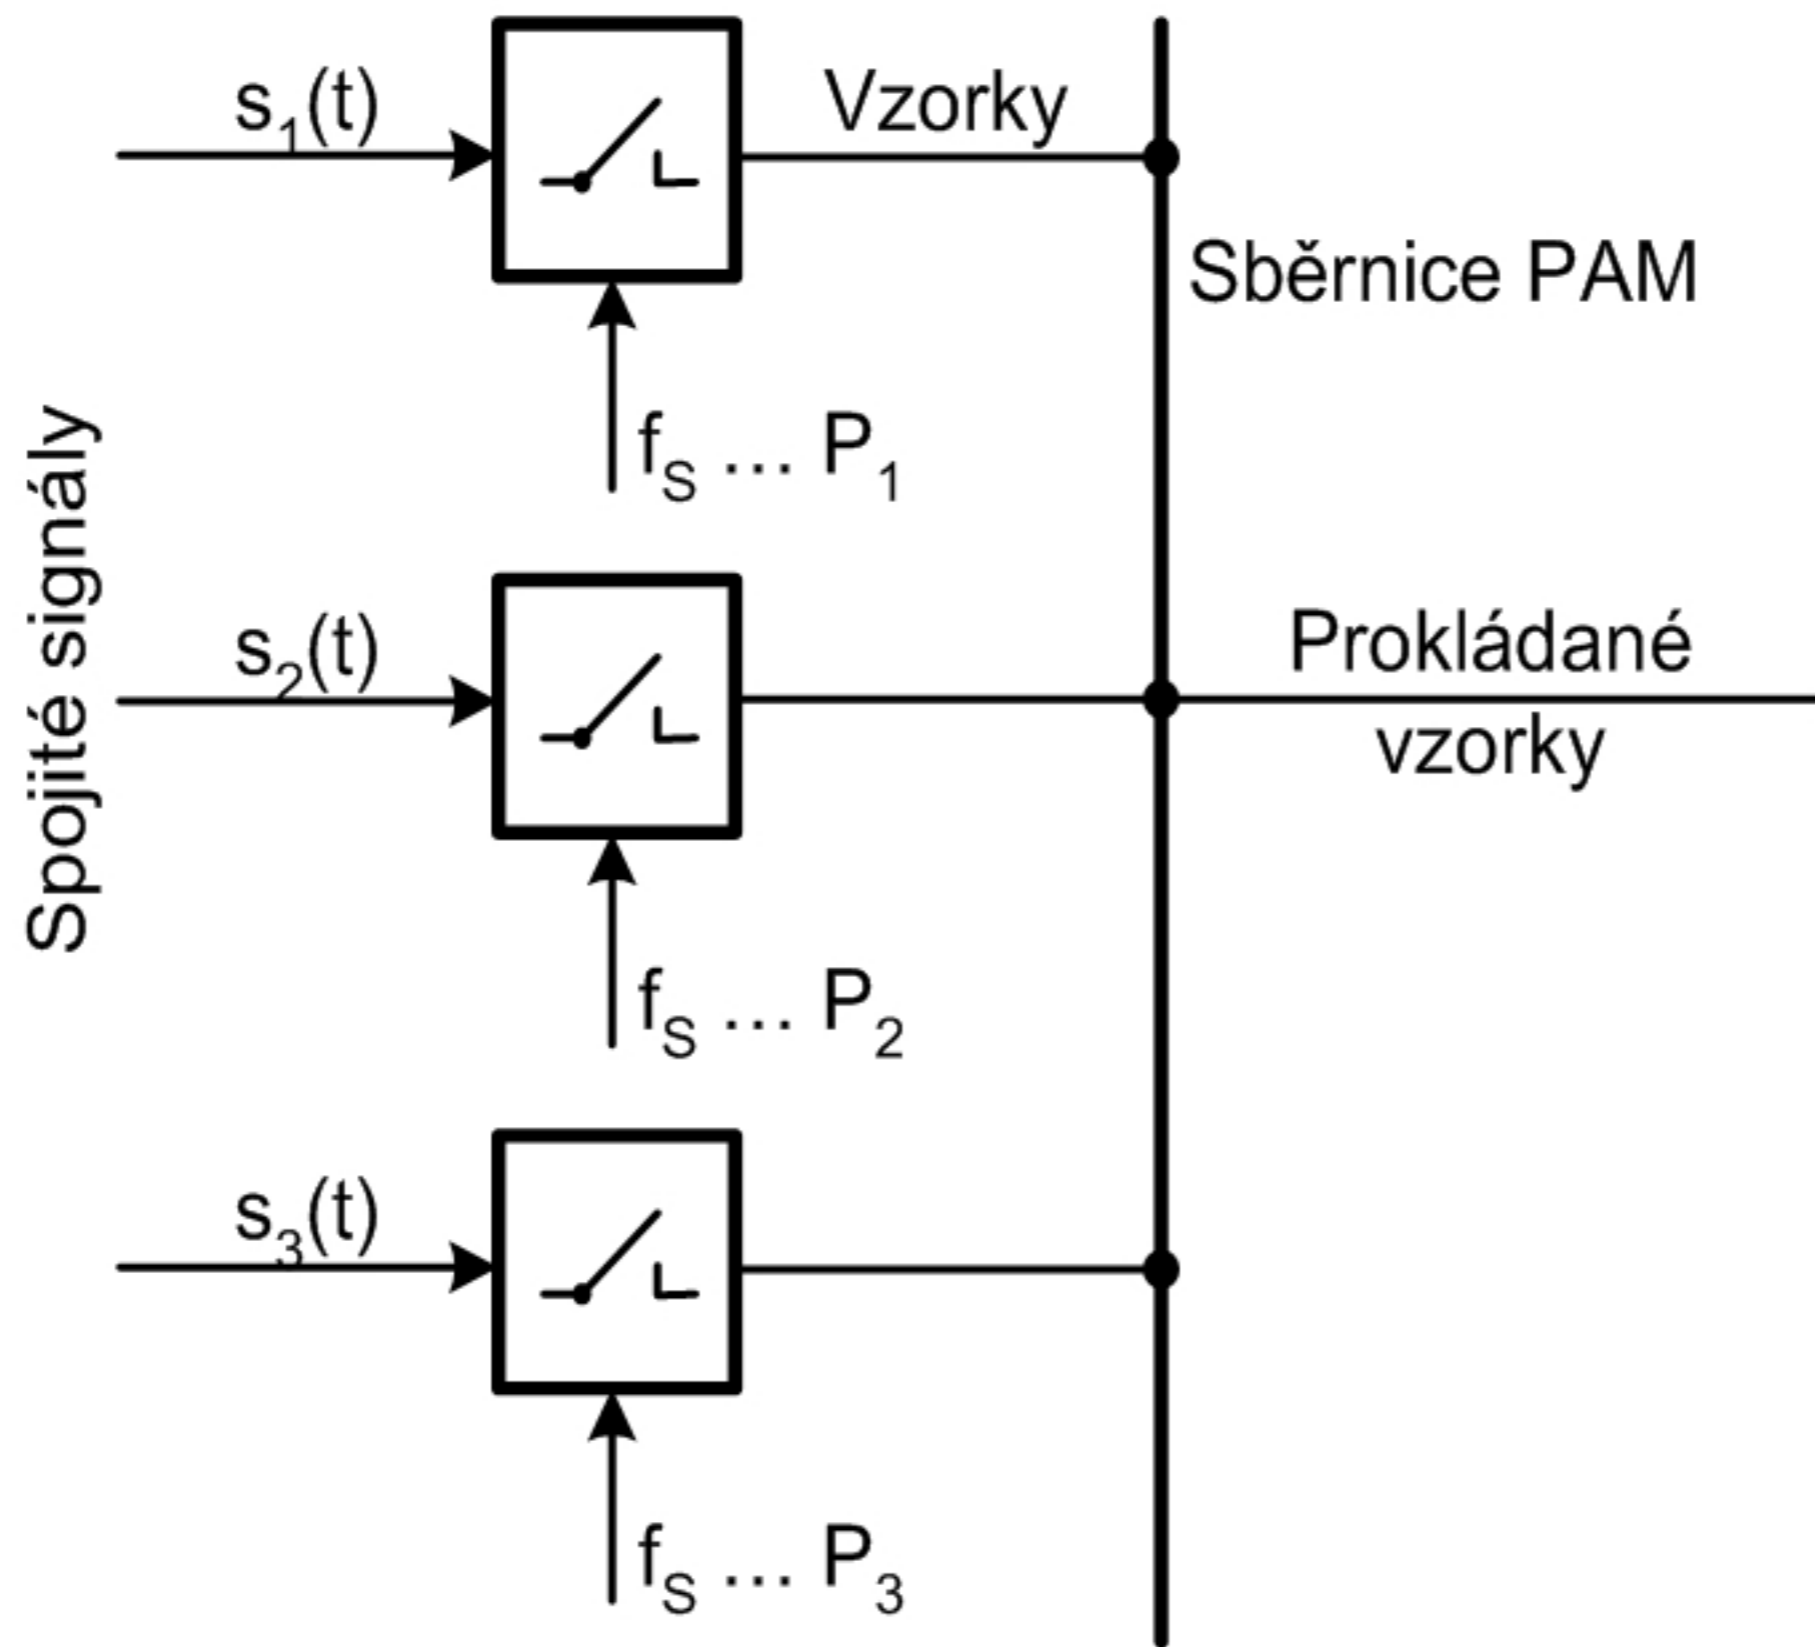 Spojité signály
s₁(t)
Vzorky
Sběrnice PAM
fS ... P₁
s₂(t)
Prokládané
vzorky
fS ... P₂
s₃(t)
fS ... P₃